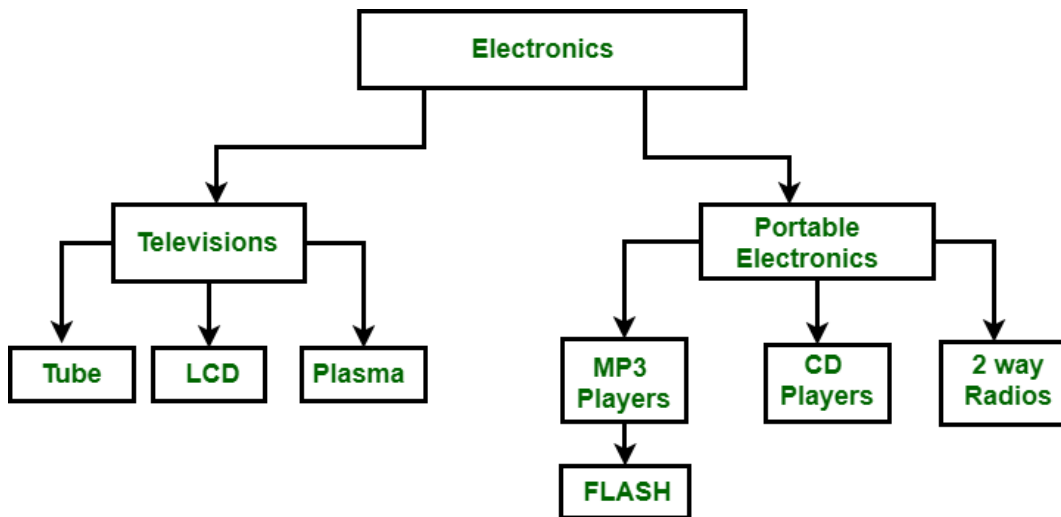 Electronics
Televisions
Portable
Electronics
Tube
LCD
Plasma
MP3
Players
CD
Players
2 way
Radios
FLASH